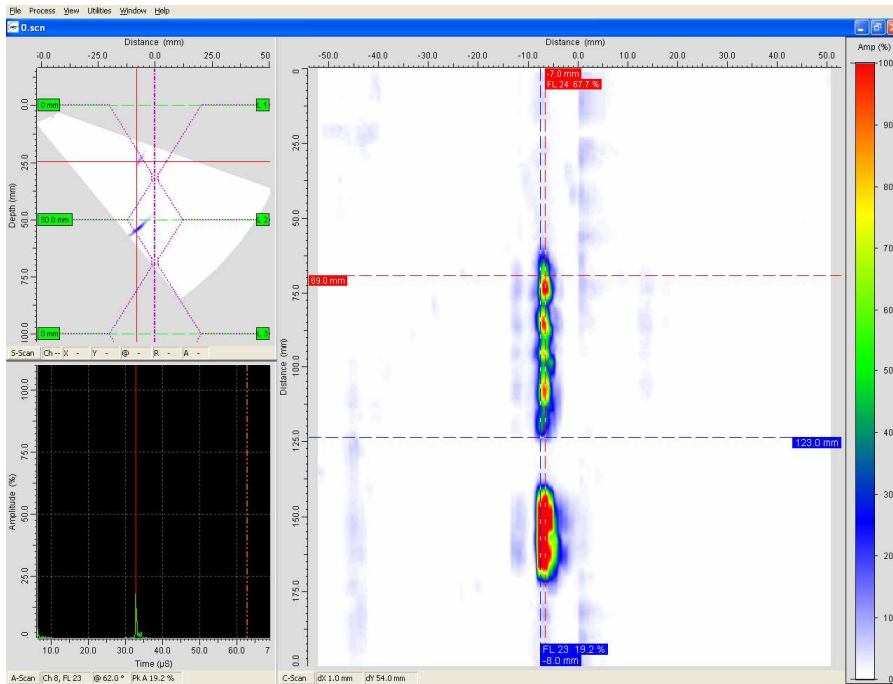 File Process View Utilities Window Help
0.scn
Distance (mm)
0.0 -25.0 0.0 25.0 50
Depth (mm)
0.0
25.0
50.0
75.0
100.0
0 mm L 1
50.0 mm L 2
0 mm L 3
S-Scan Ch -- X - Y - @ - R - A -
Amplitude (%)
100.0
75.0
50.0
25.0
0
10.0 20.0 30.0 40.0 50.0 60.0 7
Time (µS)
A-Scan Ch 8, FL 23 @ 62.0 ° Pk A 19.2 %
Distance (mm)
-50.0 -40.0 -30.0 -20.0 -10.0 0.0 10.0 20.0 30.0 40.0 50.0
Distance (mm)
0
25.0
50.0
75.0
100.0
125.0
150.0
175.0
200.0
-7.0 mm
FL 24 67.7 %
69.0 mm
123.0 mm
FL 23 19.2 %
-8.0 mm
C-Scan dX 1.0 mm dY 54.0 mm
Amp (%)
100
90
80
70
60
50
40
30
20
10
0